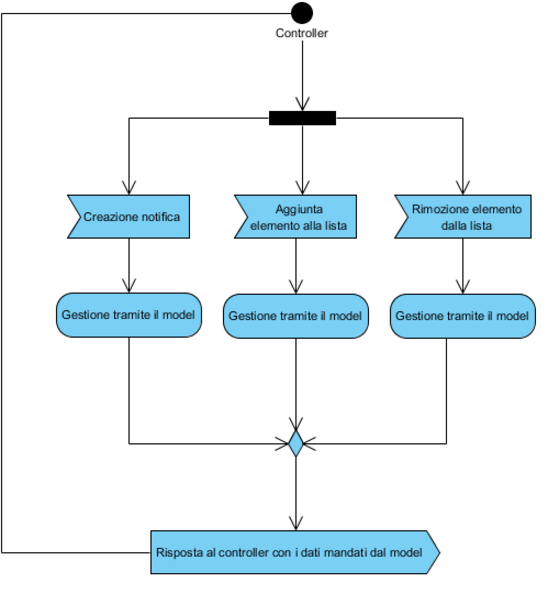 Controller
Creazione notifica
Aggiunta
elemento alla lista
Rimozione elemento
dalla lista
Gestione tramite il model
Gestione tramite il model
Gestione tramite il model
Risposta al controller con i dati mandati dal model